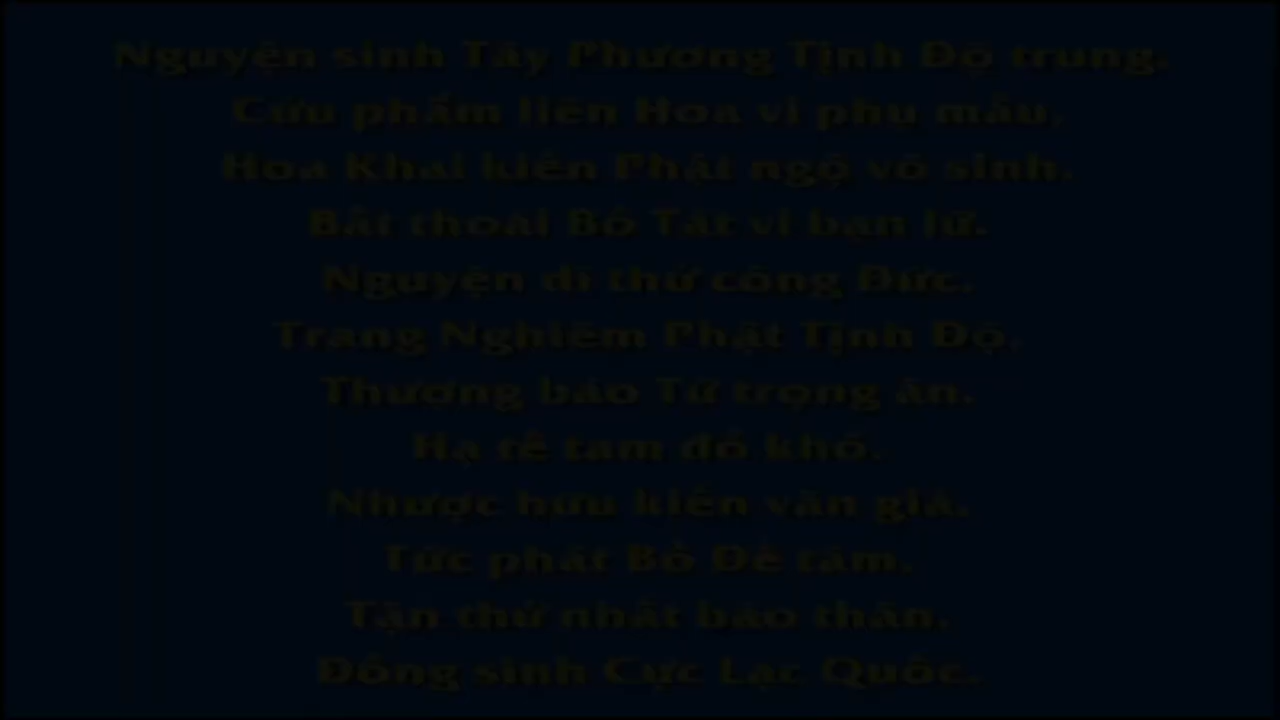 Nguyện sinh Tây Phương Tịnh Độ trung.
Cửu phẩm liên Hoa vi phụ mẫu.
Hoa Khai kiến Phật ngộ vô sinh.
Bất thoái Bồ Tát vi bạn lữ.
Nguyện dĩ thử công Đức.
Trang Nghiêm Phật Tịnh Độ.
Thượng báo Tứ trọng ân.
Hạ tế tam đồ khổ.
Nhược hữu kiến văn giả.
Tức phát Bồ Đề tâm.
Tận thử nhất báo thân.
Đồng sinh Cực Lạc Quốc.